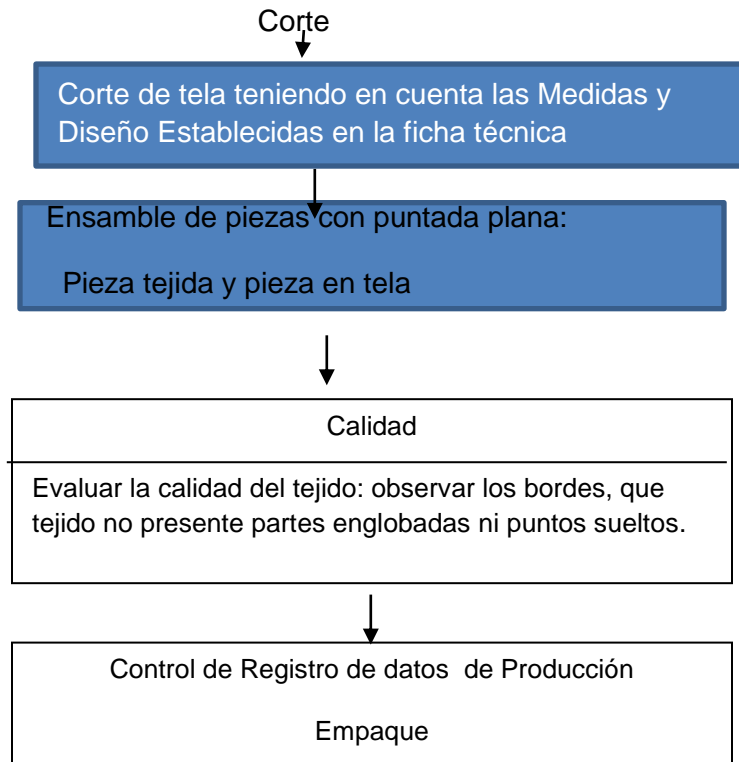 Corte
Corte de tela teniendo en cuenta las Medidas y
Diseño Establecidas en la ficha técnica
Ensamble de piezas con puntada plana:
Pieza tejida y pieza en tela
Calidad
Evaluar la calidad del tejido: observar los bordes, que
tejido no presente partes englobadas ni puntos sueltos.
Control de Registro de datos  de Producción
Empaque